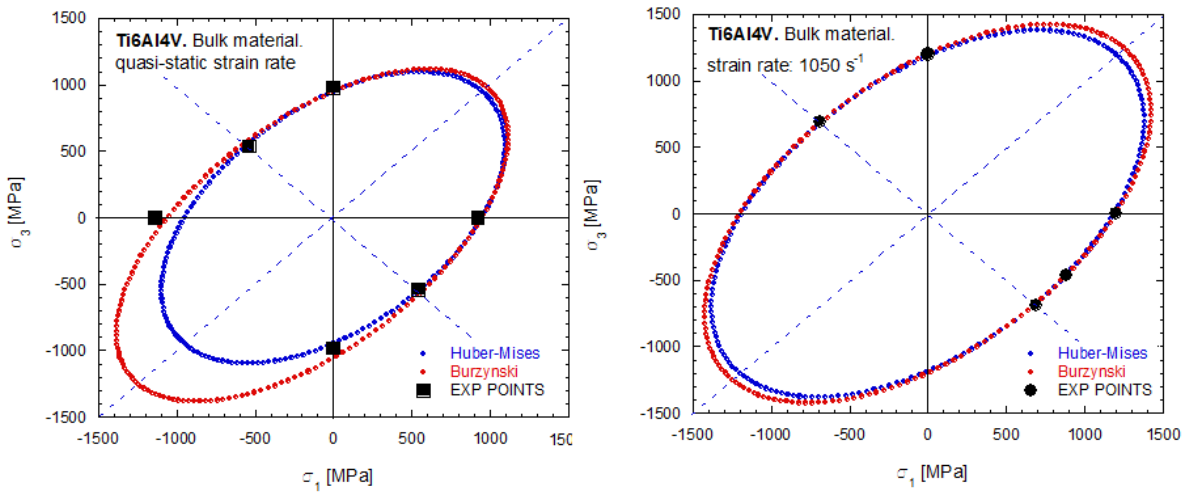 1500
Ti6Al4V. Bulk material.
quasi-static strain rate
1000
500
0
-500
-1000
-1500
σ3 [MPa]
Huber-Mises
Burzynski
EXP POINTS
-1500 -1000 -500 0 500 1000 150
σ1 [MPa]
1500
Ti6Al4V. Bulk material.
strain rate: 1050 s-1
1000
500
0
-500
-1000
-1500
σ3 [MPa]
Huber-Mises
Burzynski
EXP POINTS
-1500 -1000 -500 0 500 1000 1500
σ1 [MPa]